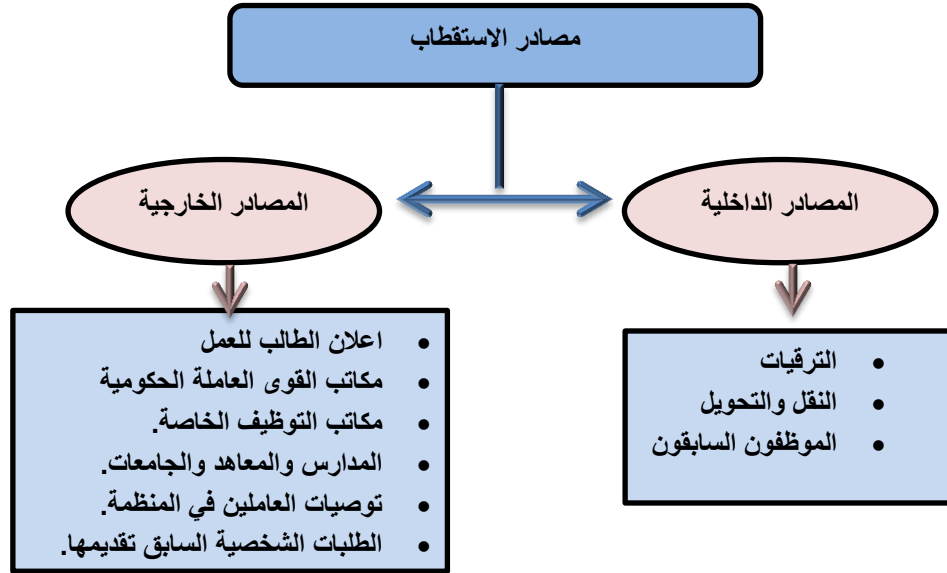 مصادر الاستقطاب
المصادر الداخلية
المصادر الخارجية
• الترقيات
• النقل والتحويل
• الموظفون السابقون
• اعلان الطالب للعمل
• مكاتب القوى العاملة الحكومية
• مكاتب التوظيف الخاصة.
• المدارس والمعاهد والجامعات.
• توصيات العاملين في المنظمة.
• الطلبات الشخصية السابق تقديمها.